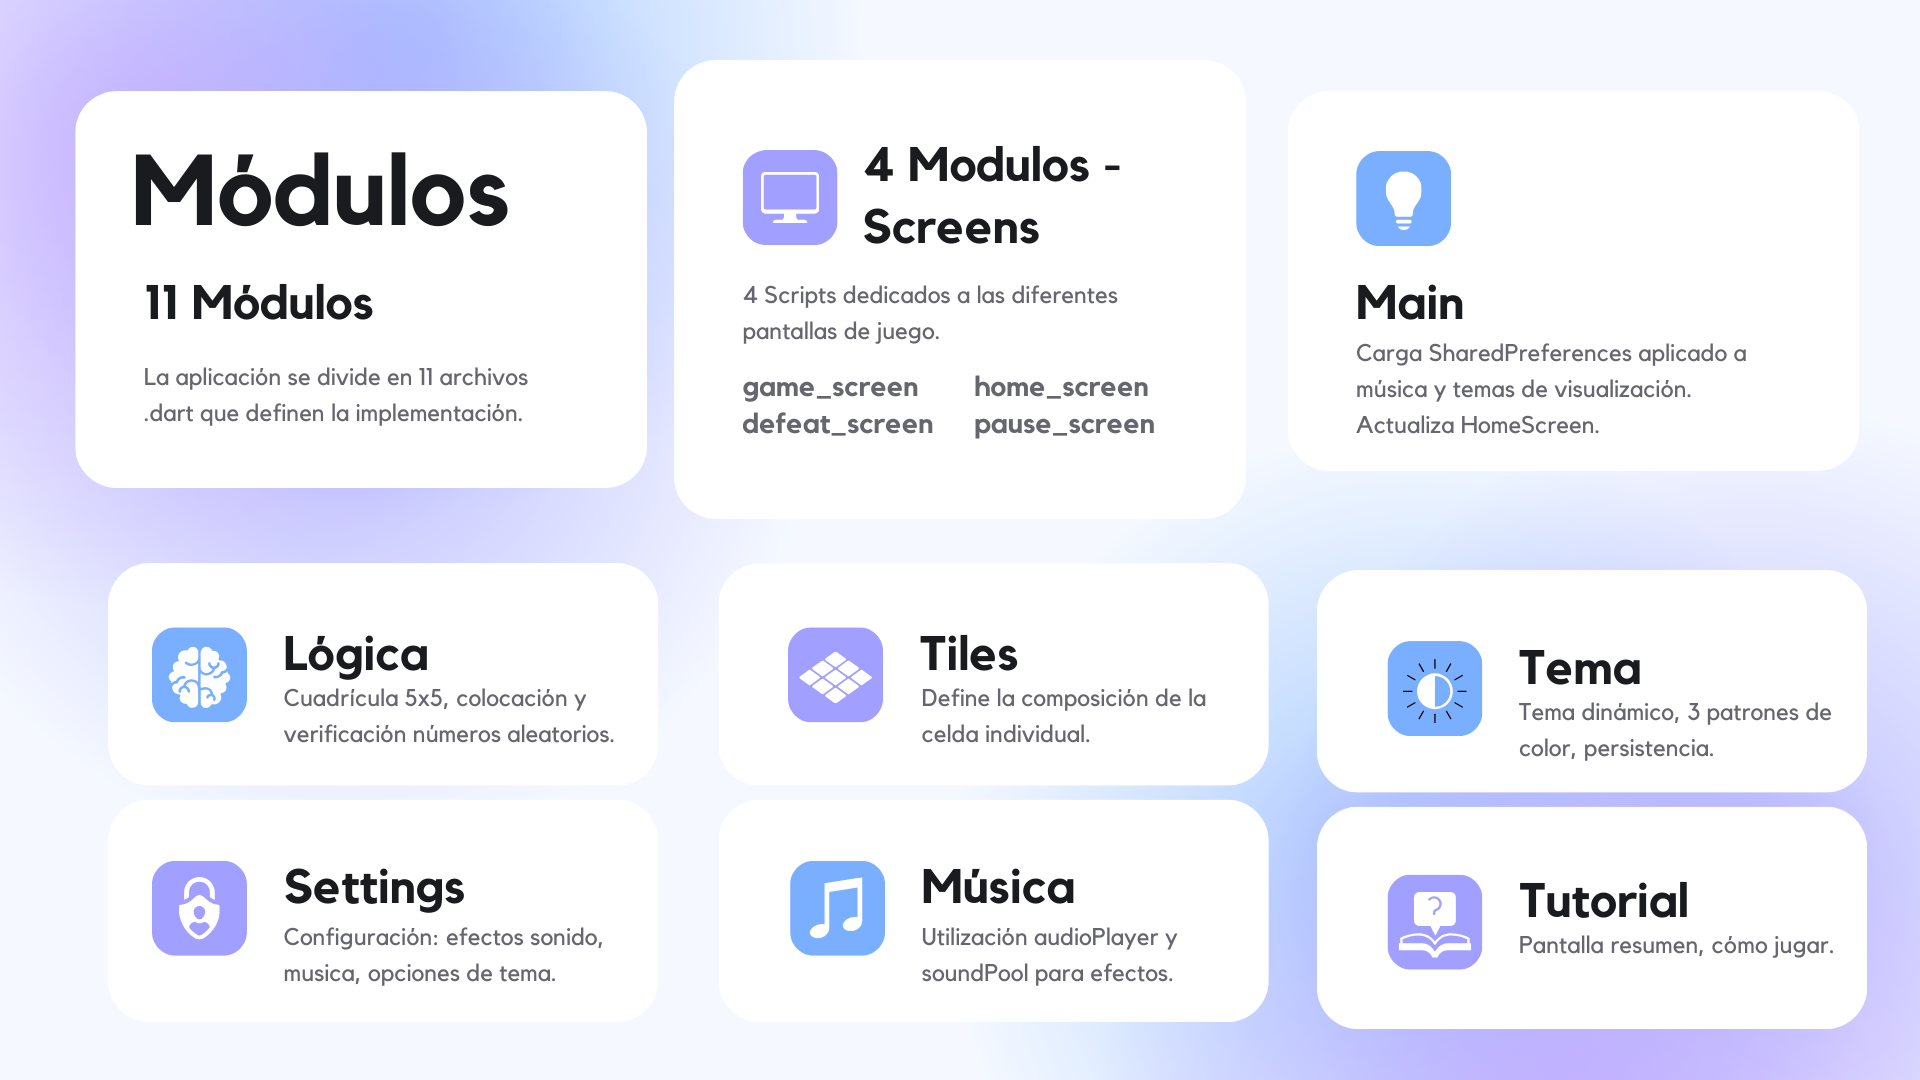 Módulos
11 Módulos
La aplicación se divide en 11 archivos
.dart que definen la implementación.
4 Modulos -
Screens
4 Scripts dedicados a las diferentes
pantallas de juego.
game_screen home_screen
defeat_screen pause_screen
Main
Carga SharedPreferences aplicado a
música y temas de visualización.
Actualiza HomeScreen.
Lógica
Cuadrícula 5x5, colocación y
verificación números aleatorios.
Tiles
Define la composición de la
celda individual.
Tema
Tema dinámico, 3 patrones de
color, persistencia.
Settings
Configuración: efectos sonido,
musica, opciones de tema.
Música
Utilización audioPlayer y
soundPool para efectos.
?
Tutorial
Pantalla resumen, cómo jugar.